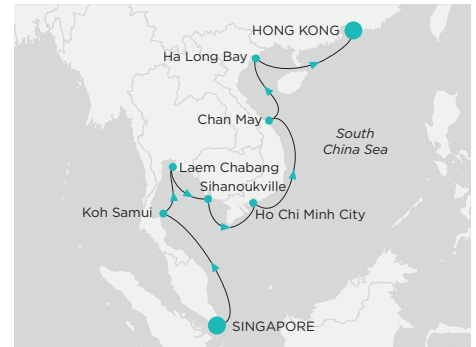 HONG KONG
Ha Long Bay
Chan May
South
China Sea
Laem Chabang
Sihanoukville
Koh Samui
Ho Chi Minh City
SINGAPORE